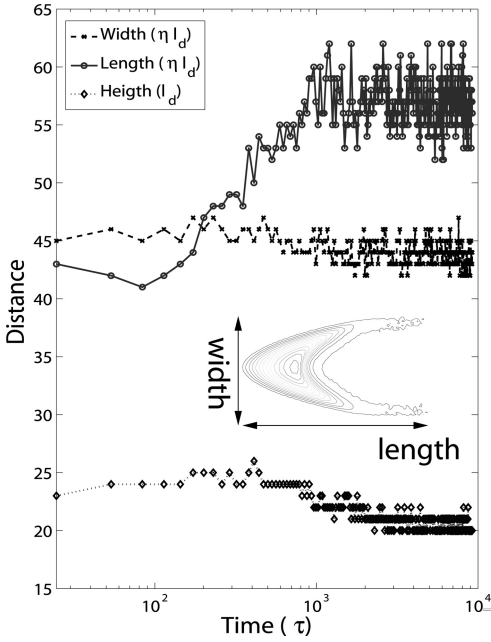 65
60
55
50
45
40
35
30
25
20
15
Distance
Width ( η l_d)
Length ( η l_d)
Heigth (l_d)
width
length
10^2
10^3
10^4
Time ( τ )